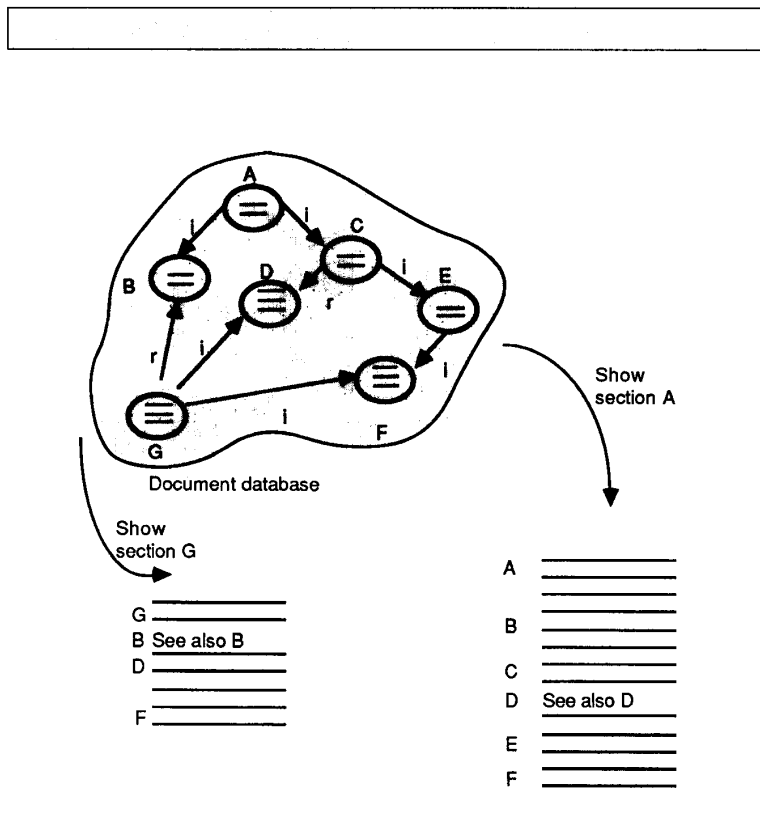 A
i
i
C
B
D
i
E
r
r
i
i
i
G
F
Document database
Show
section A
Show
section G
G
B See also B
D
F
A
B
C
D See also D
E
F